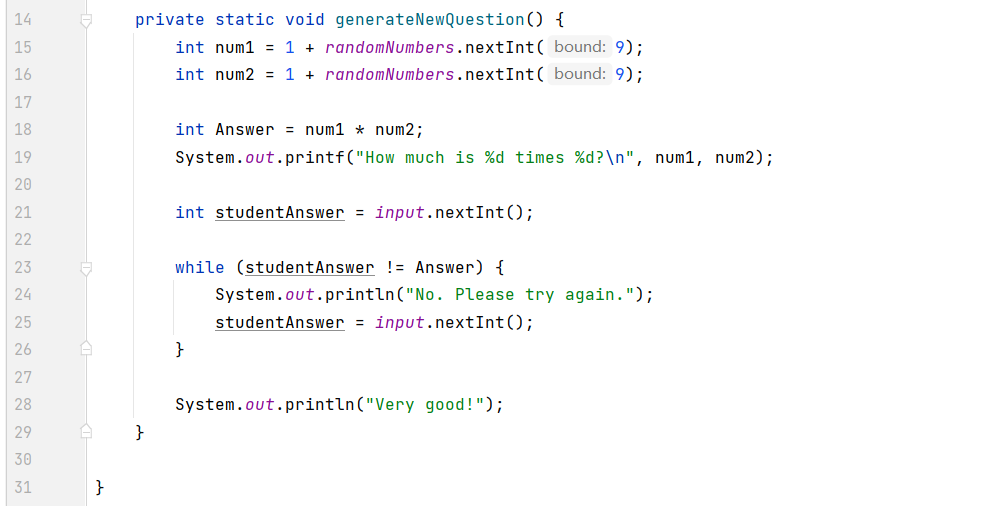 14 private static void generateNewQuestion() {
15 int num1 = 1 + randomNumbers.nextInt( bound: 9);
16 int num2 = 1 + randomNumbers.nextInt( bound: 9);
17
18 int Answer = num1 * num2;
19 System.out.printf("How much is %d times %d?\n", num1, num2);
20
21 int studentAnswer = input.nextInt();
22
23 while (studentAnswer != Answer) {
24 System.out.println("No. Please try again.");
25 studentAnswer = input.nextInt();
26 }
27
28 System.out.println("Very good!");
29 }
30
31 }